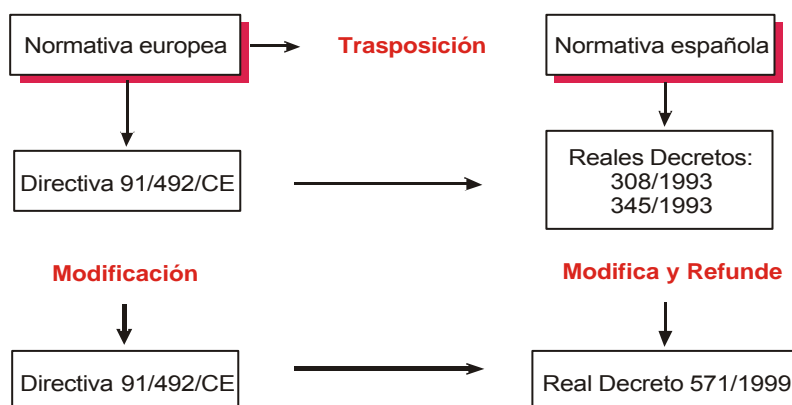 Normativa europea
Trasposición
Normativa española
Directiva 91/492/CE
Reales Decretos:
308/1993
345/1993
Modificación
Modifica y Refunde
Directiva 91/492/CE
Real Decreto 571/1999